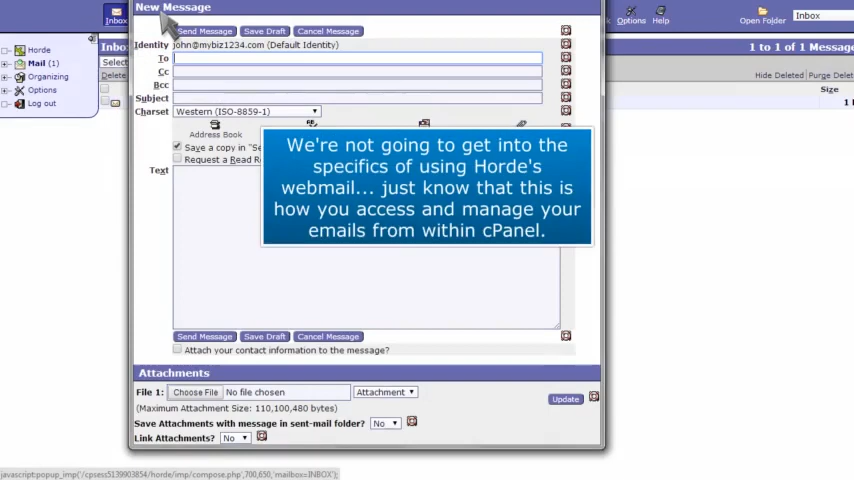 New Message
Inbox
Options
Help
Open Folder
Inbox
Send Message
Save Draft
Cancel Message
Horde
Mail (1)
Organizing
Options
Log out
Inbo
1 to 1 of 1 Message
Select
Delete
Hide Deleted
Purge Delet
Size
Identity john@mybiz1234.com (Default Identity)
To
Cc
Bcc
Subject
Charset Western (ISO-8859-1)
Address Book
Save a copy in "Se
Request a Read Re
Text
We're not going to get into the
specifics of using Horde's
webmail... just know that this is
how you access and manage your
emails from within cPanel.
Send Message
Save Draft
Cancel Message
Attach your contact information to the message?
Attachments
File 1: Choose File No file chosen Attachment
Update
(Maximum Attachment Size: 110,100,480 bytes)
Save Attachments with message in sent-mail folder? No
Link Attachments? No
javascript:popup_imp('/cpsess5139903854/horde/imp/compose.php',700,650,'mailbox=INBOX');